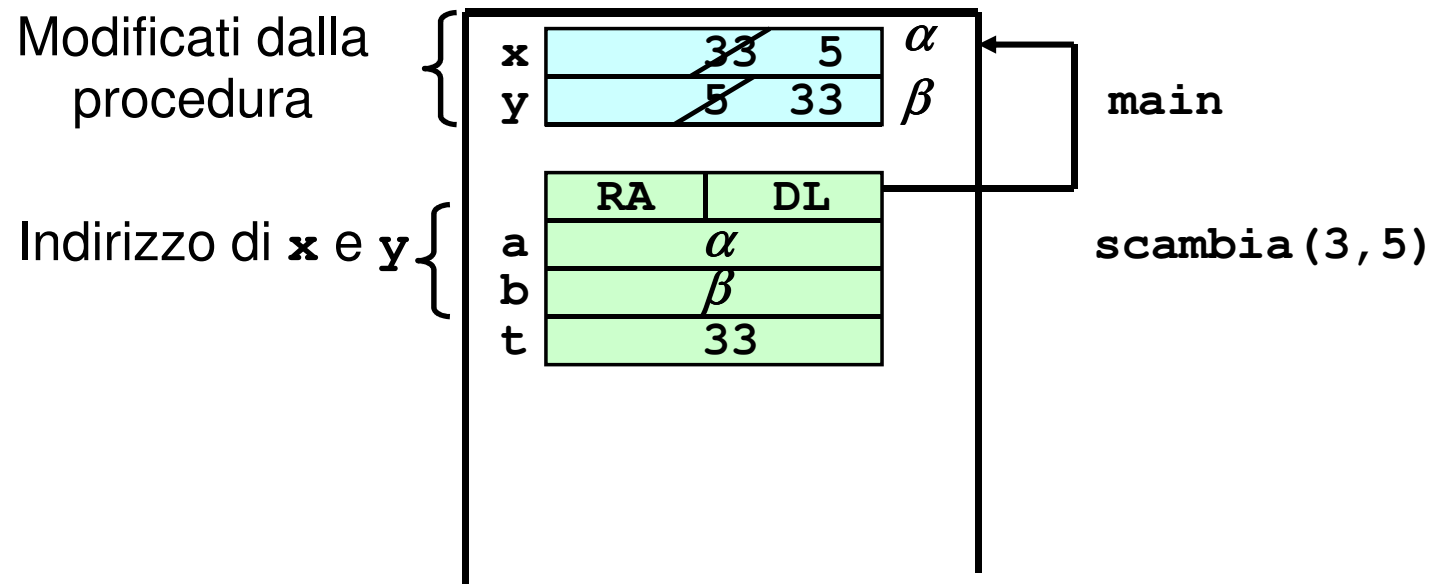 Modificati dalla
procedura
x 33 5 α
y 5 33 β
main
RA DL
Indirizzo di x e y
a α
scambia(3,5)
b β
t 33